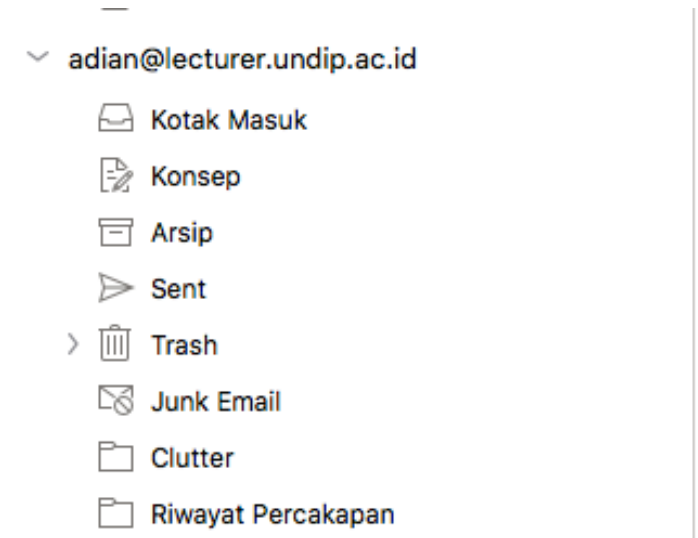 adian@lecturer.undip.ac.id
Kotak Masuk
Konsep
Arsip
Sent
Trash
Junk Email
Clutter
Riwayat Percakapan